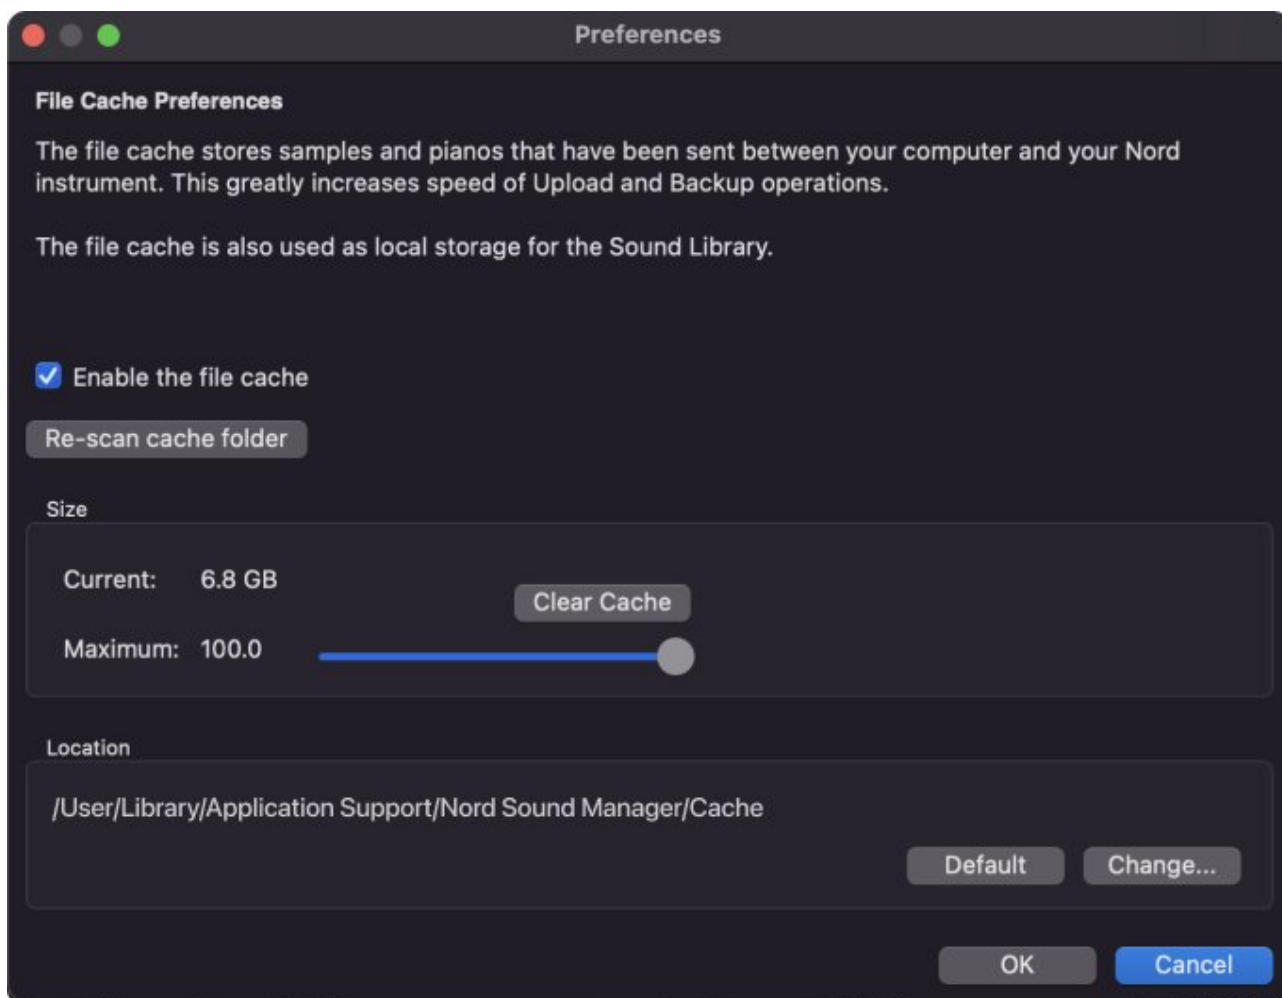 Preferences
File Cache Preferences
The file cache stores samples and pianos that have been sent between your computer and your Nord
instrument. This greatly increases speed of Upload and Backup operations.
The file cache is also used as local storage for the Sound Library.
Enable the file cache
Re-scan cache folder
Size
Current: 6.8 GB
Clear Cache
Maximum: 100.0
Location
/User/Library/Application Support/Nord Sound Manager/Cache
Default Change...
OK Cancel